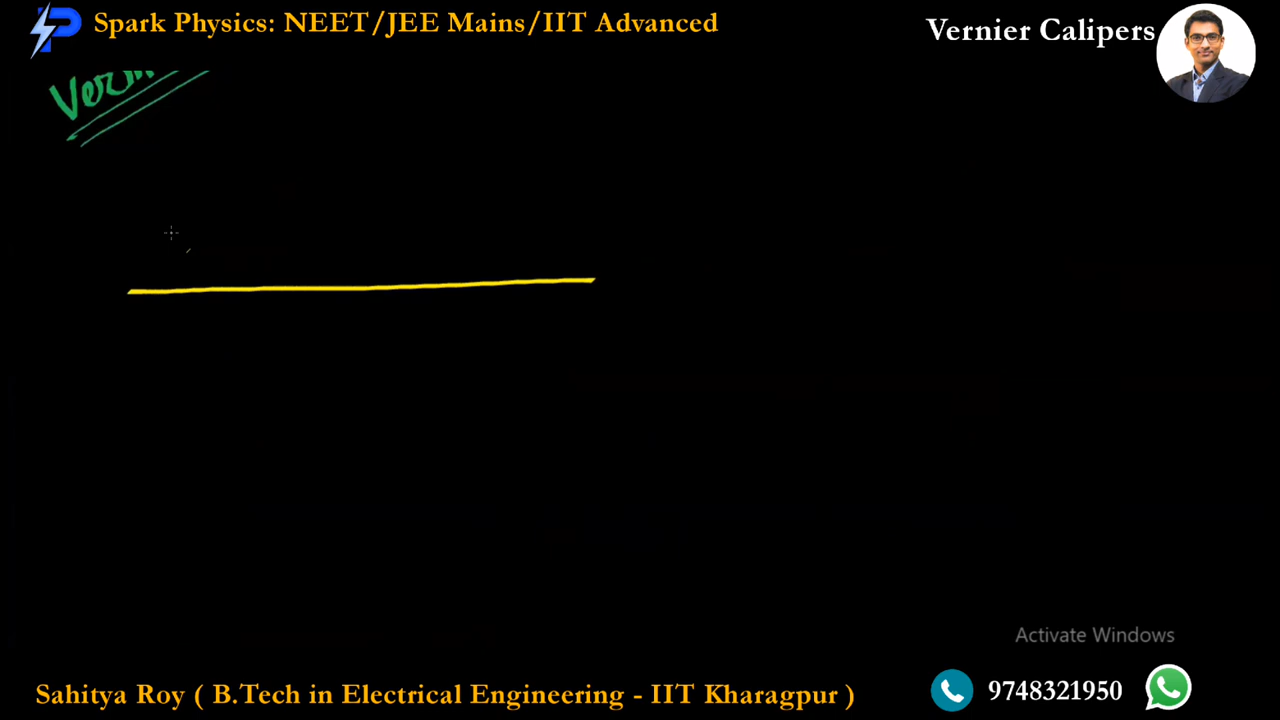 Spark Physics: NEET/JEE Mains/IIT Advanced
Vernier Calipers
Activate Windows
Sahitya Roy ( B.Tech in Electrical Engineering - IIT Kharagpur )
9748321950